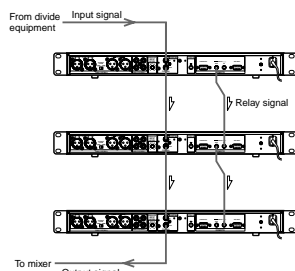 From divide
equipment
Input signal
Relay signal
To mixer
Output signal